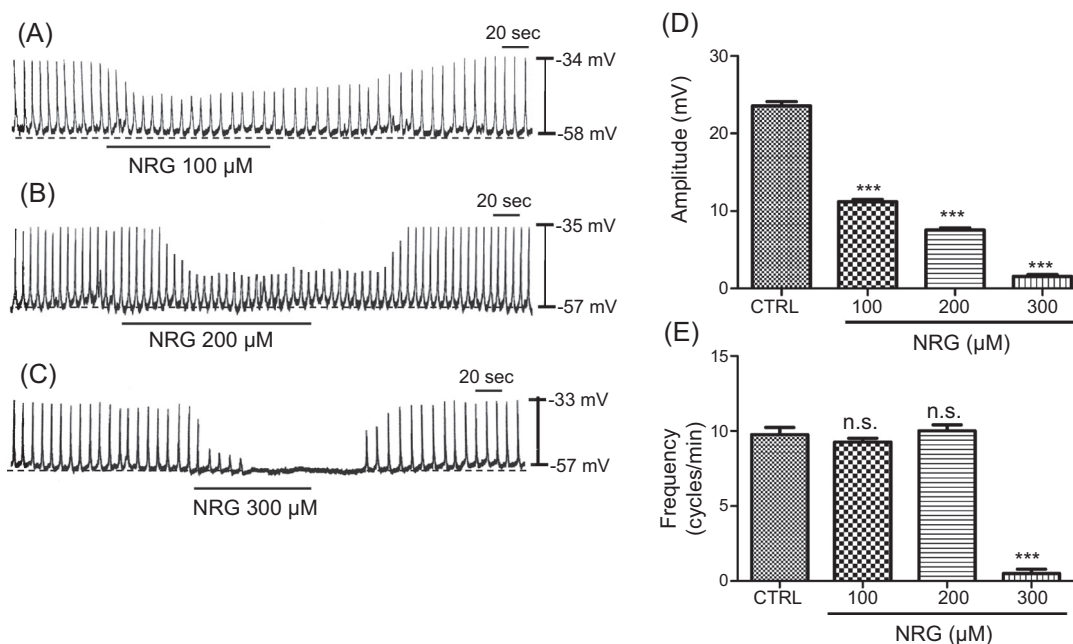 (A)
20 sec
-34 mV
-58 mV
NRG 100 µM
(B)
20 sec
-35 mV
-57 mV
NRG 200 µM
(C)
20 sec
-33 mV
-57 mV
NRG 300 µM
(D)
Amplitude (mV)
30
20
10
0
***
***
***
CTRL 100 200 300
NRG (µM)
(E)
Frequency
(cycles/min)
15
10
5
0
n.s.
n.s.
***
CTRL 100 200 300
NRG (µM)